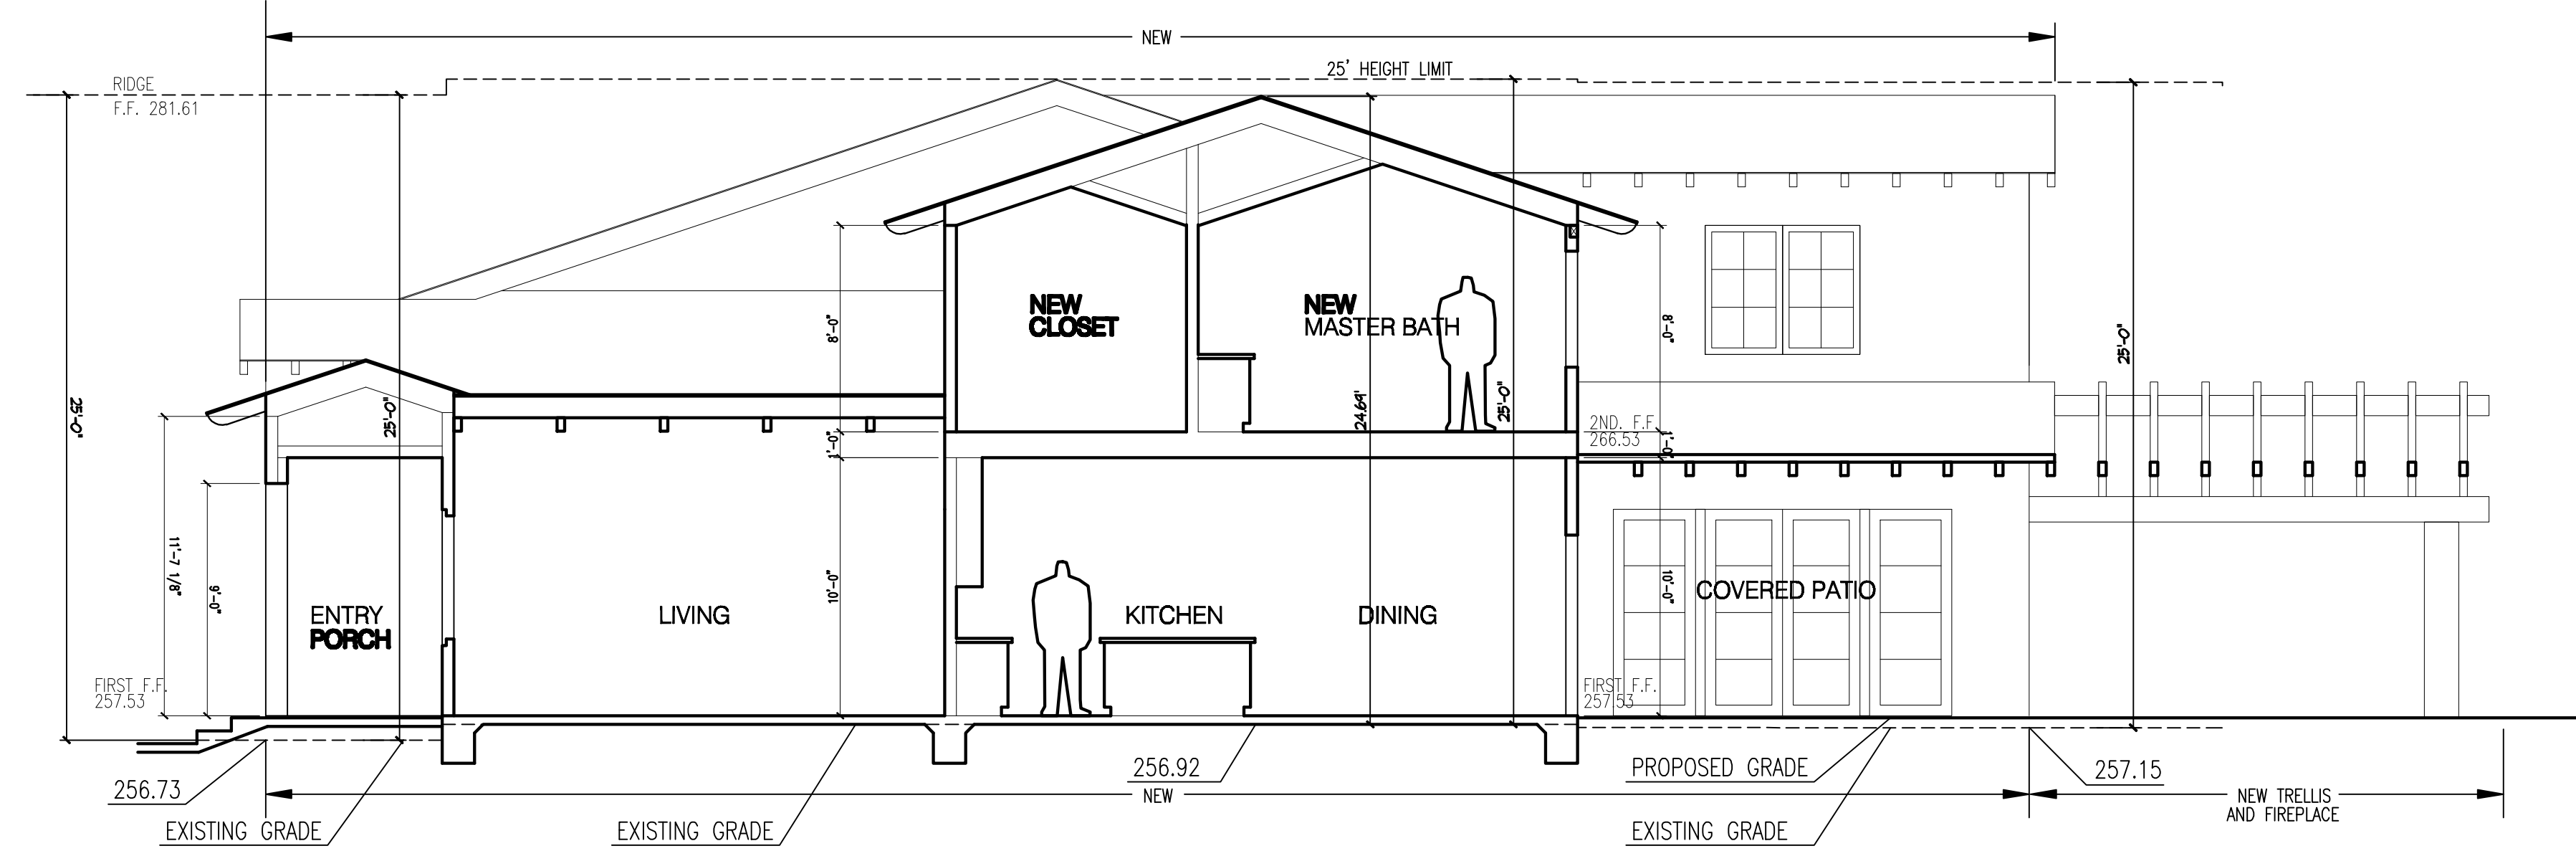 NEW
25' HEIGHT LIMIT
RIDGE
F.F. 281.61
NEW
CLOSET
NEW
MASTER BATH
8'-0"
8'-0"
25'-0"
25'-0"
25'-0"
24.69'
25'-0"
2ND. F.F.
266.53
1'-0"
1'-0"
11'-7 1/8"
9'-0"
10'-0"
10'-0"
ENTRY
PORCH
LIVING
KITCHEN
DINING
COVERED PATIO
FIRST F.F.
257.53
FIRST F.F.
257.53
256.73
256.92
PROPOSED GRADE
257.15
NEW
NEW TRELLIS
AND FIREPLACE
EXISTING GRADE
EXISTING GRADE
EXISTING GRADE